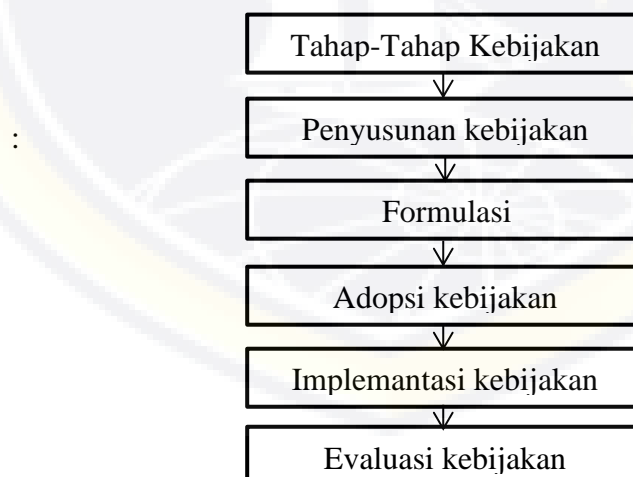 Tahap-Tahap Kebijakan
:
Penyusunan kebijakan
Formulasi
Adopsi kebijakan
Implemantasi kebijakan
Evaluasi kebijakan